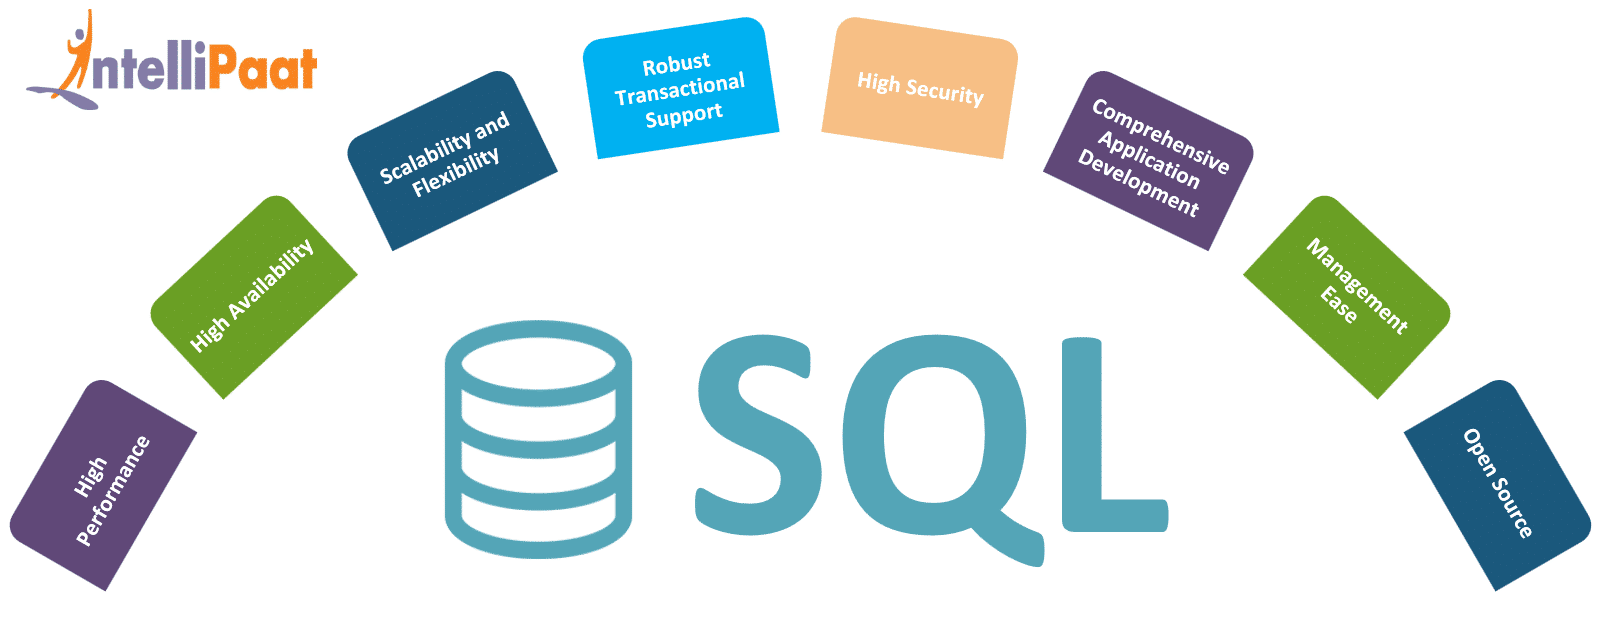 IntelliPaat
High
Performance
High Availability
Scalability and
Flexibility
Robust
Transactional
Support
High Security
Comprehensive
Application
Development
Management
Ease
Open Source
SQL